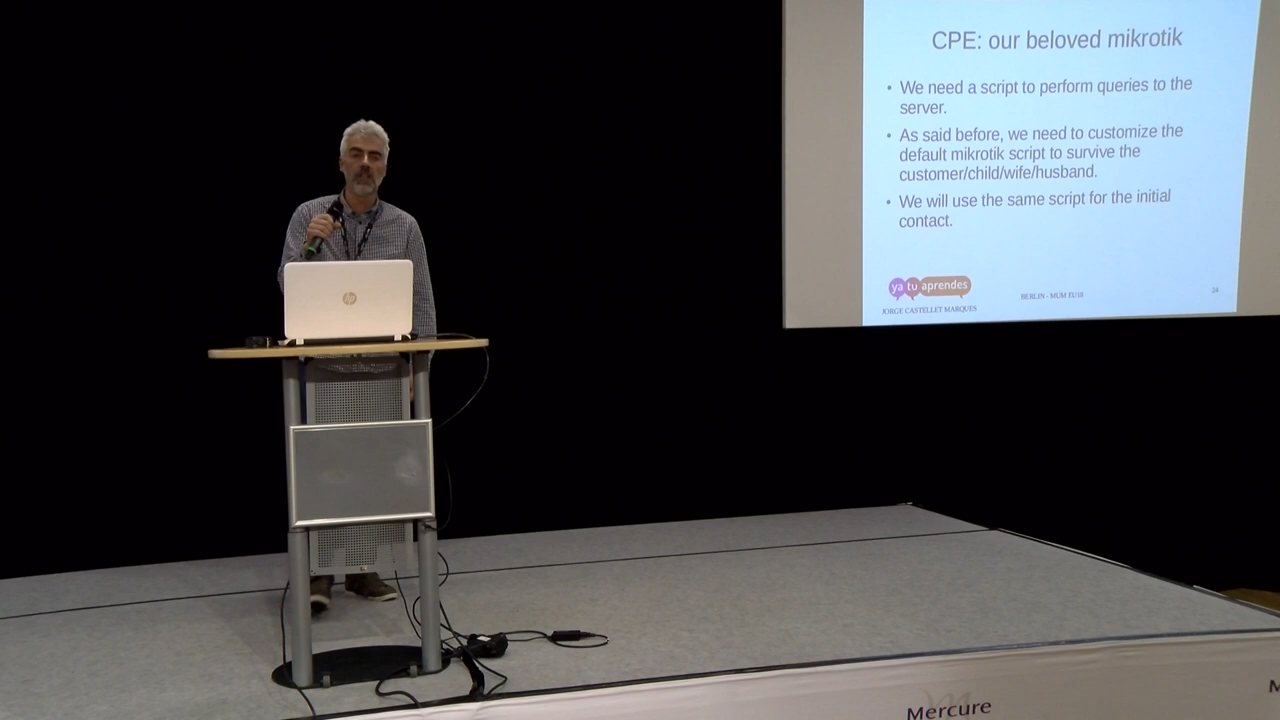 CPE: our beloved mikrotik
• We need a script to perform queries to the
server.
• As said before, we need to customize the
default mikrotik script to survive the
customer/child/wife/husband.
• We will use the same script for the initial
contact.
ya tu aprendes
JORGE CASTELLET MARQUES
BERLIN - MUM EU18
24
hp
Mercure
M